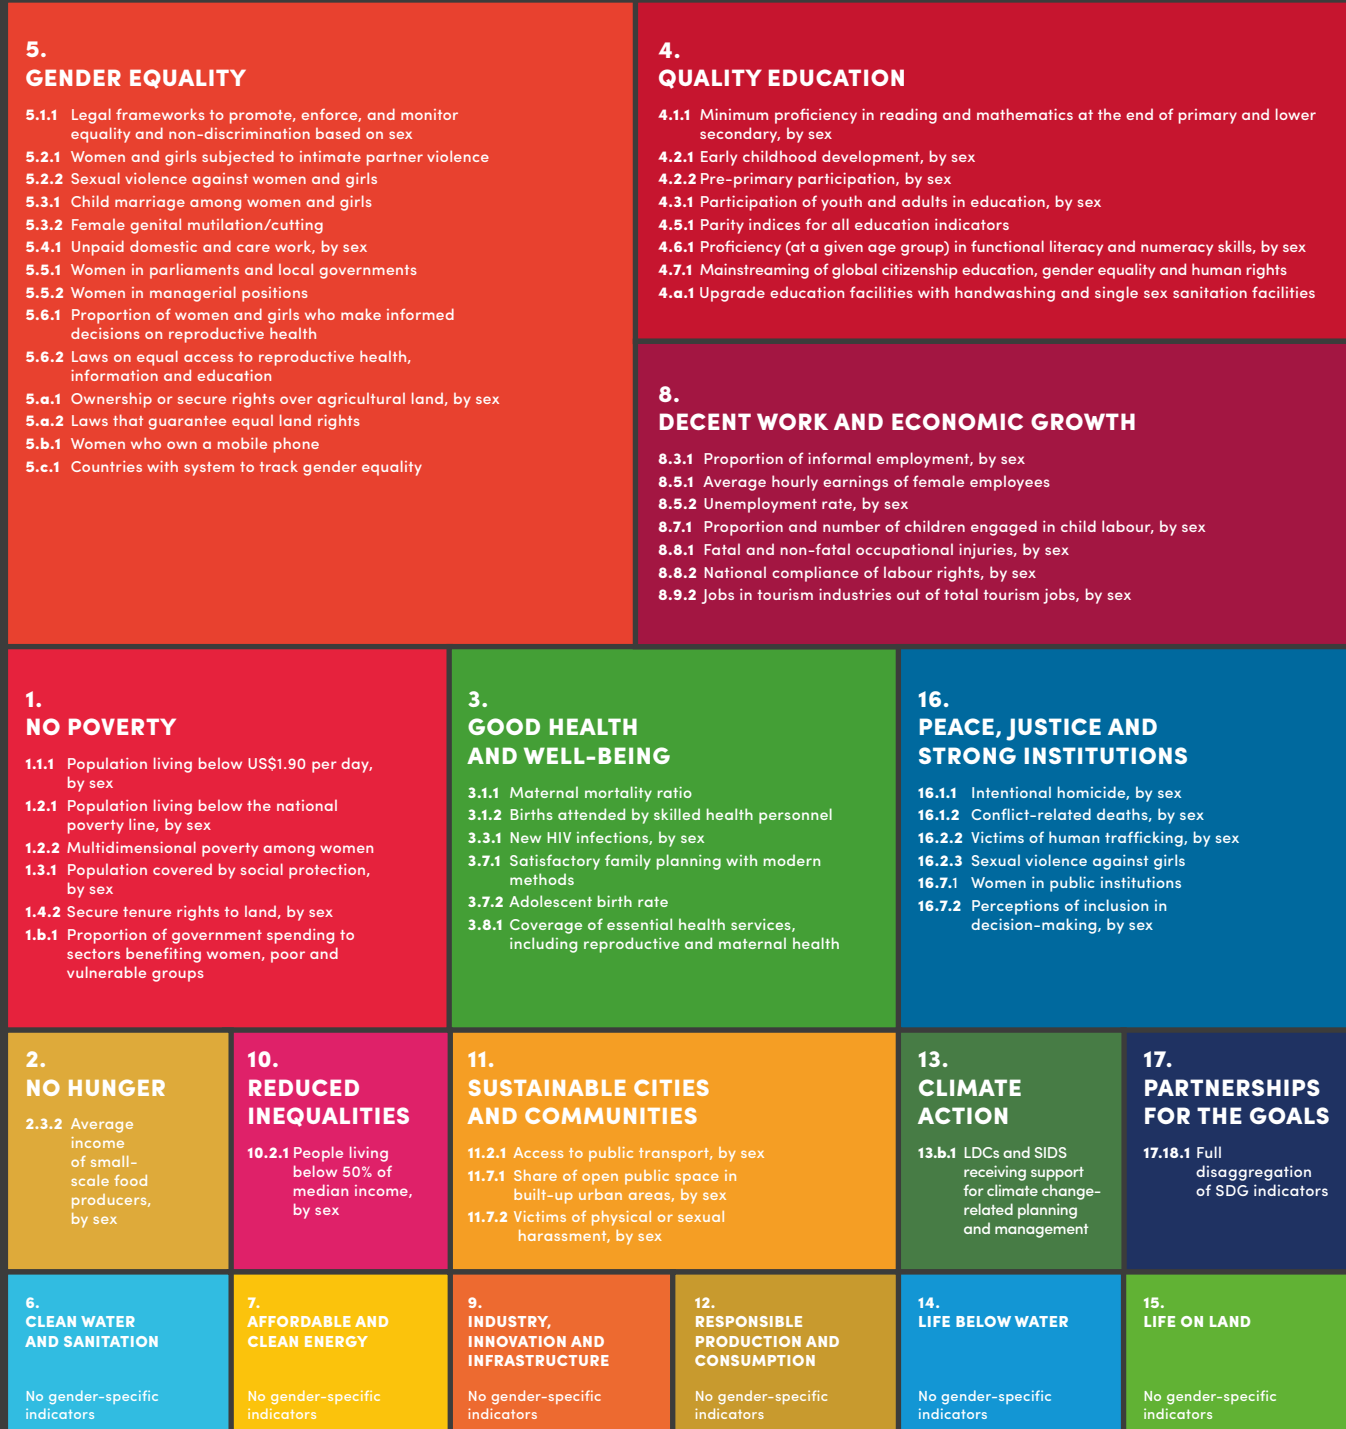 5.
GENDER EQUALITY
5.1.1 Legal frameworks to promote, enforce, and monitor
equality and non-discrimination based on sex
5.2.1 Women and girls subjected to intimate partner violence
5.2.2 Sexual violence against women and girls
5.3.1 Child marriage among women and girls
5.3.2 Female genital mutilation/cutting
5.4.1 Unpaid domestic and care work, by sex
5.5.1 Women in parliaments and local governments
5.5.2 Women in managerial positions
5.6.1 Proportion of women and girls who make informed
decisions on reproductive health
5.6.2 Laws on equal access to reproductive health,
information and education
5.a.1 Ownership or secure rights over agricultural land, by sex
5.a.2 Laws that guarantee equal land rights
5.b.1 Women who own a mobile phone
5.c.1 Countries with system to track gender equality
4.
QUALITY EDUCATION
4.1.1 Minimum proficiency in reading and mathematics at the end of primary and lower
secondary, by sex
4.2.1 Early childhood development, by sex
4.2.2 Pre-primary participation, by sex
4.3.1 Participation of youth and adults in education, by sex
4.5.1 Parity indices for all education indicators
4.6.1 Proficiency (at a given age group) in functional literacy and numeracy skills, by sex
4.7.1 Mainstreaming of global citizenship education, gender equality and human rights
4.a.1 Upgrade education facilities with handwashing and single sex sanitation facilities
8.
DECENT WORK AND ECONOMIC GROWTH
8.3.1 Proportion of informal employment, by sex
8.5.1 Average hourly earnings of female employees
8.5.2 Unemployment rate, by sex
8.7.1 Proportion and number of children engaged in child labour, by sex
8.8.1 Fatal and non-fatal occupational injuries, by sex
8.8.2 National compliance of labour rights, by sex
8.9.2 Jobs in tourism industries out of total tourism jobs, by sex
1.
NO POVERTY
1.1.1 Population living below US$1.90 per day,
by sex
1.2.1 Population living below the national
poverty line, by sex
1.2.2 Multidimensional poverty among women
1.3.1 Population covered by social protection,
by sex
1.4.2 Secure tenure rights to land, by sex
1.b.1 Proportion of government spending to
sectors benefiting women, poor and
vulnerable groups
3.
GOOD HEALTH
AND WELL-BEING
3.1.1 Maternal mortality ratio
3.1.2 Births attended by skilled health personnel
3.3.1 New HIV infections, by sex
3.7.1 Satisfactory family planning with modern
methods
3.7.2 Adolescent birth rate
3.8.1 Coverage of essential health services,
including reproductive and maternal health
16.
PEACE, JUSTICE AND
STRONG INSTITUTIONS
16.1.1 Intentional homicide, by sex
16.1.2 Conflict-related deaths, by sex
16.2.2 Victims of human trafficking, by sex
16.2.3 Sexual violence against girls
16.7.1 Women in public institutions
16.7.2 Perceptions of inclusion in
decision-making, by sex
2.
NO HUNGER
2.3.2 Average
income
of small-
scale food
producers,
by sex
10.
REDUCED
INEQUALITIES
10.2.1 People living
below 50% of
median income,
by sex
11.
SUSTAINABLE CITIES
AND COMMUNITIES
11.2.1 Access to public transport, by sex
11.7.1 Share of open public space in
built-up urban areas, by sex
11.7.2 Victims of physical or sexual
harassment, by sex
13.
CLIMATE
ACTION
13.b.1 LDCs and SIDS
receiving support
for climate change-
related planning
and management
17.
PARTNERSHIPS
FOR THE GOALS
17.18.1 Full
disaggregation
of SDG indicators
6.
CLEAN WATER
AND SANITATION
No gender-specific
indicators
7.
AFFORDABLE AND
CLEAN ENERGY
No gender-specific
indicators
9.
INDUSTRY,
INNOVATION AND
INFRASTRUCTURE
No gender-specific
indicators
12.
RESPONSIBLE
PRODUCTION AND
CONSUMPTION
No gender-specific
indicators
14.
LIFE BELOW WATER
No gender-specific
indicators
15.
LIFE ON LAND
No gender-specific
indicators